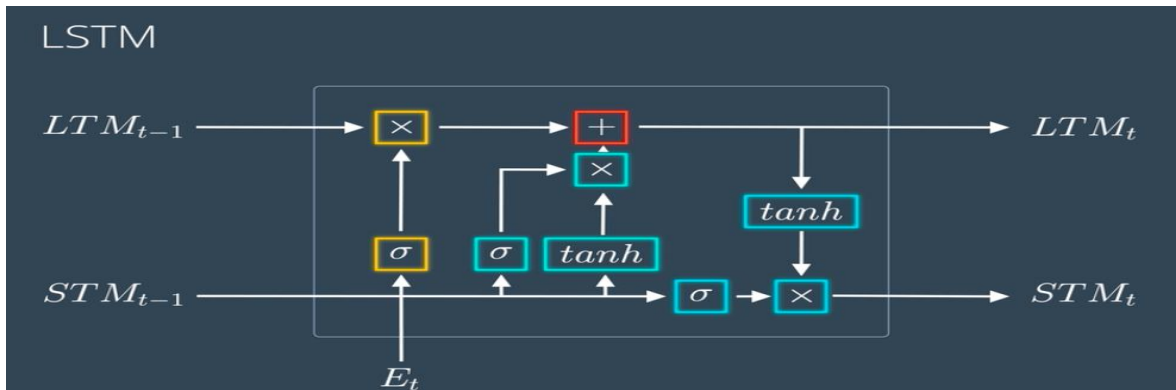 LSTM
LTM_{t−1} × + LTM_t
×
tanh
σ σ tanh
STM_{t−1} σ × STM_t
E_t